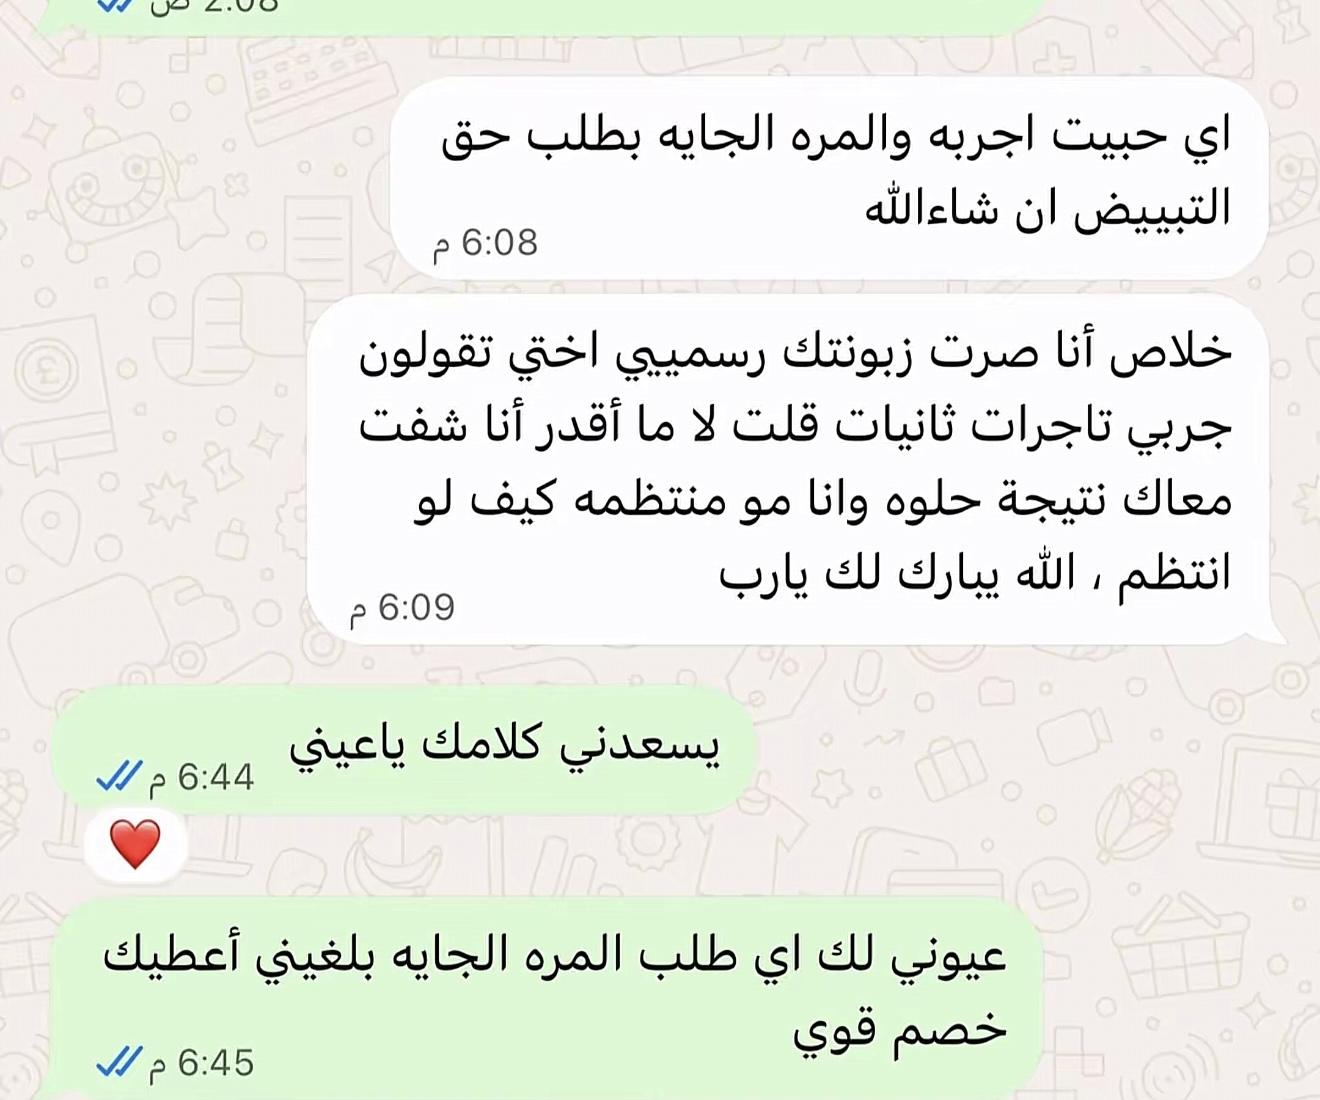 2:08 ص
اي حبيت اجربه والمره الجايه بطلب حق
التبييض ان شاءالله
6:08 م
خلاص أنا صرت زبونتك رسمييي اختي تقولون
جربي تاجرات ثانيات قلت لا ما أقدر أنا شفت
معاك نتيجة حلوه وانا مو منتظمه كيف لو
انتظم ، الله يبارك لك يارب
6:09 م
يسعدني كلامك ياعيني
6:44 م
عيوني لك اي طلب المره الجايه بلغيني أعطيك
خصم قوي
6:45 م